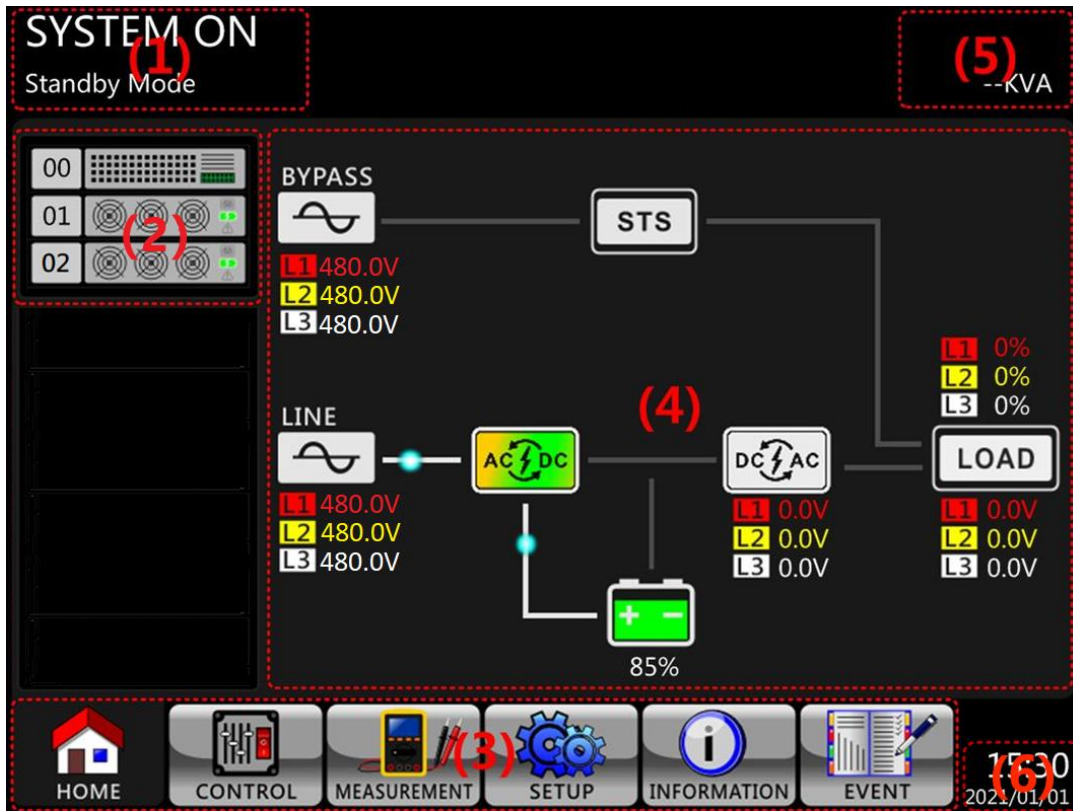 SYSTEM ON
(1)
Standby Mode
(5)
--KVA
00
01
(2)
02
BYPASS
STS
L1 480.0V
L2 480.0V
L3 480.0V
L1 0%
L2 0%
L3 0%
(4)
LINE
AC DC
DC AC
LOAD
L1 480.0V
L2 480.0V
L3 480.0V
L1 0.0V
L2 0.0V
L3 0.0V
L1 0.0V
L2 0.0V
L3 0.0V
+ -
85%
(3)
HOME
CONTROL
MEASUREMENT
SETUP
INFORMATION
EVENT
15:30
(6)
2021/01/01